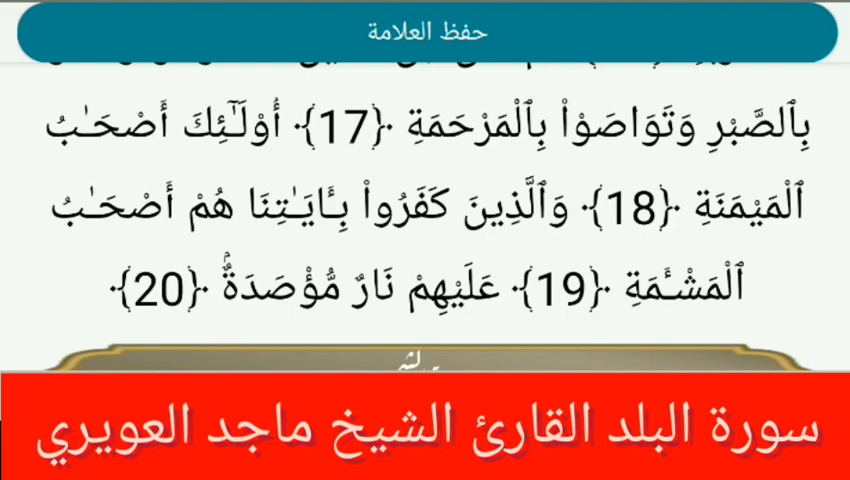 حفظ العلامة
بِٱلصَّبْرِ وَتَوَاصَوْا۟ بِٱلْمَرْحَمَةِ ﴿17﴾ أُو۟لَـٰٓئِكَ أَصْحَـٰبُ
ٱلْمَيْمَنَةِ ﴿18﴾ وَٱلَّذِينَ كَفَرُوا۟ بِـَٔايَـٰتِنَا هُمْ أَصْحَـٰبُ
ٱلْمَشْـَٔمَةِ ﴿19﴾ عَلَيْهِمْ نَارٌ مُّؤْصَدَةٌۢ ﴿20﴾
سورة البلد القارئ الشيخ ماجد العويري